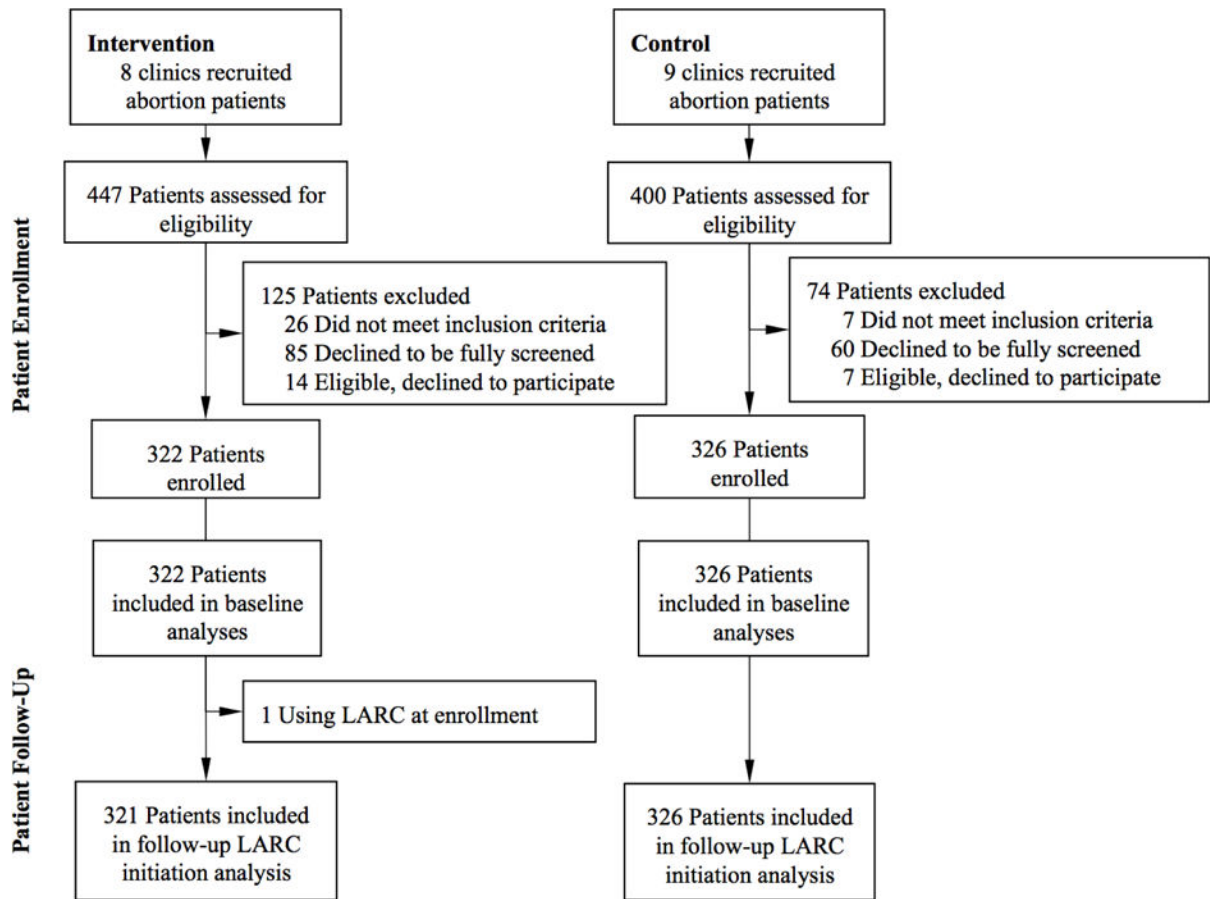 Intervention
8 clinics recruited
abortion patients
447 Patients assessed for
eligibility
125 Patients excluded
26 Did not meet inclusion criteria
85 Declined to be fully screened
14 Eligible, declined to participate
322 Patients
enrolled
322 Patients
included in baseline
analyses
1 Using LARC at enrollment
321 Patients included
in follow-up LARC
initiation analysis
Control
9 clinics recruited
abortion patients
400 Patients assessed for
eligibility
74 Patients excluded
7 Did not meet inclusion criteria
60 Declined to be fully screened
7 Eligible, declined to participate
326 Patients
enrolled
326 Patients
included in baseline
analyses
326 Patients included
in follow-up LARC
initiation analysis
Patient Enrollment
Patient Follow-Up